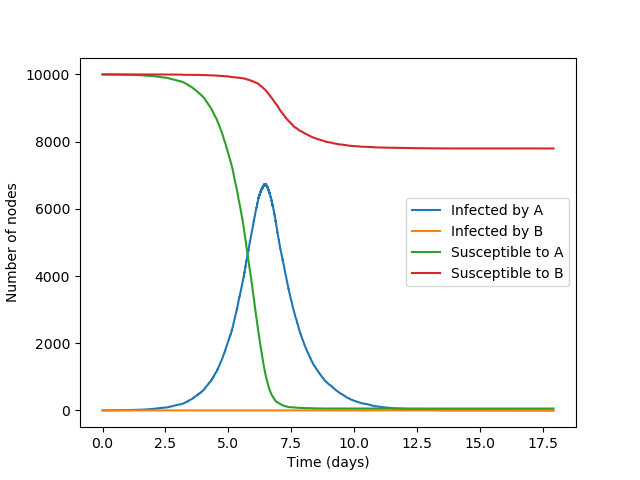 Number of nodes
10000
8000
6000
4000
2000
0
Infected by A
Infected by B
Susceptible to A
Susceptible to B
0.0 2.5 5.0 7.5 10.0 12.5 15.0 17.5
Time (days)